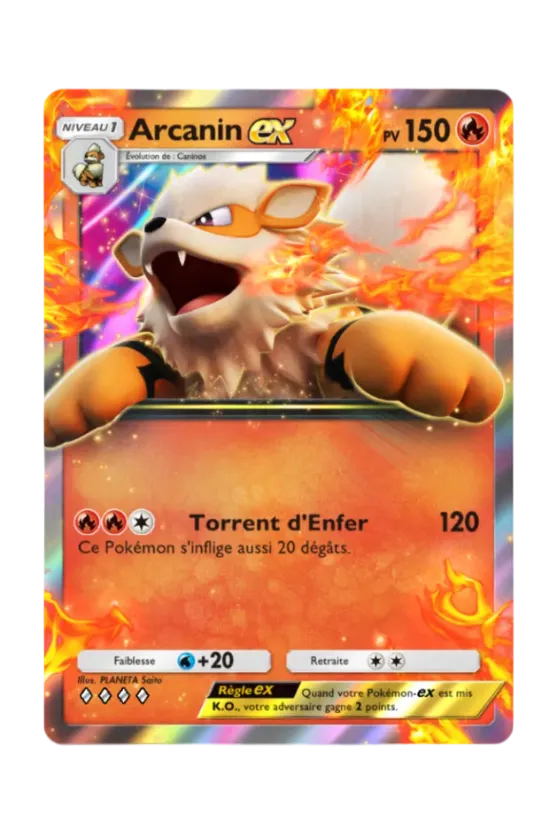 NIVEAU 1
Arcanin ex
PV 150
Évolution de : Caninos
Torrent d'Enfer 120
Ce Pokémon s'inflige aussi 20 dégâts.
Faiblesse +20
Retraite
Illus. PLANETA Saito
Règle ex Quand votre Pokémon-ex est mis
K.O., votre adversaire gagne 2 points.